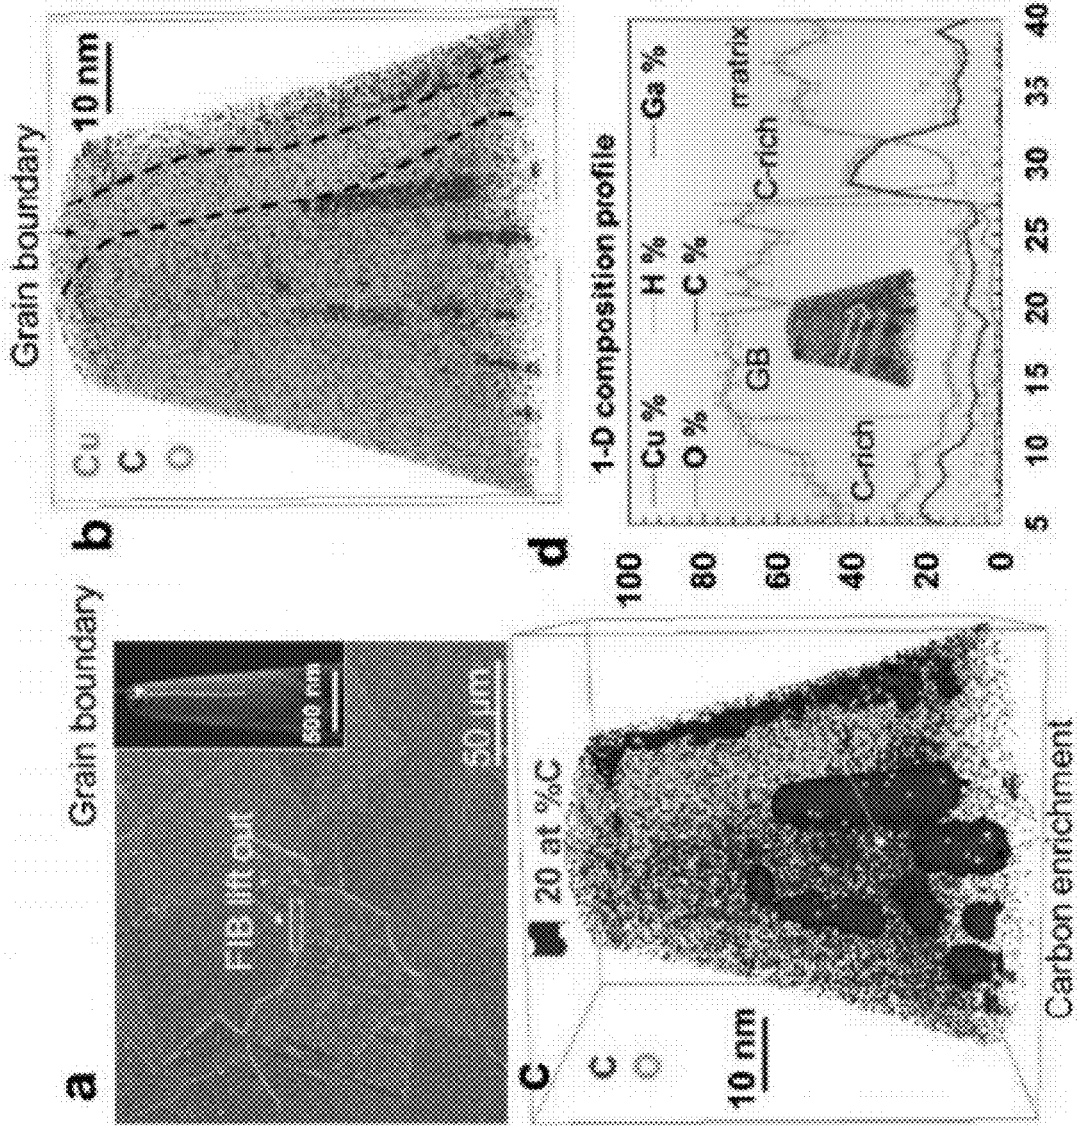 a
Grain boundary
FIB lift out
500 nm
50 µm
b
Grain boundary
Cu
C
O
10 nm
c
20 at %C
C
O
10 nm
Carbon enrichment
d
1-D composition profile
Cu % H % Ga %
O % C %
C-rich
GB
C-rich
matrix
100
80
60
40
20
0
5 10 15 20 25 30 35 40